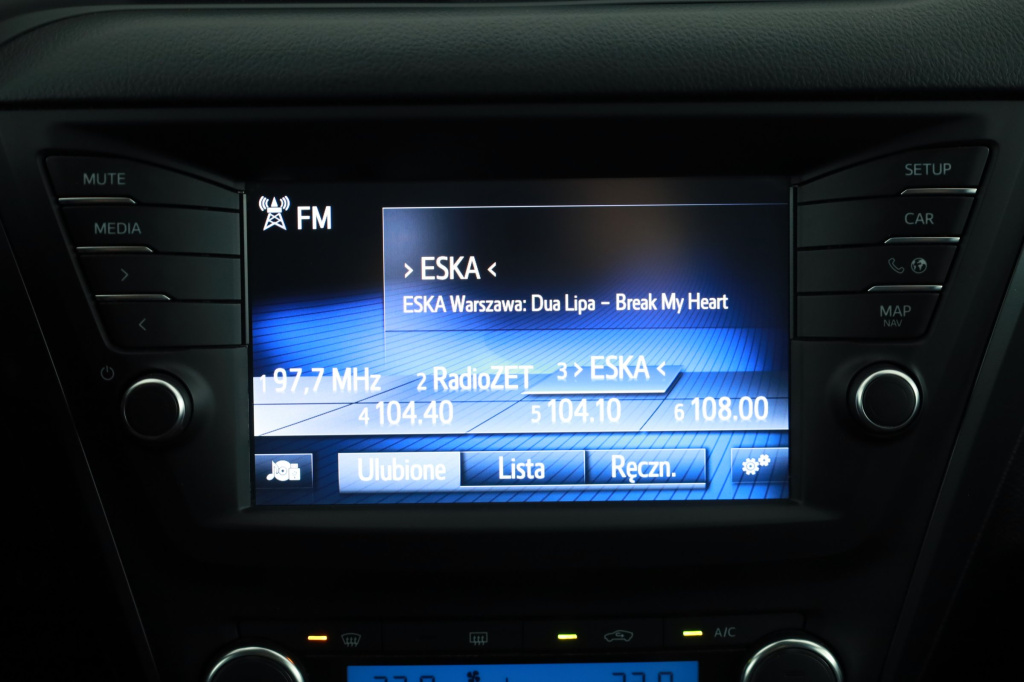 MUTE
MEDIA
SETUP
CAR
MAP
NAV
FM
> ESKA <
ESKA Warszawa: Dua Lipa – Break My Heart
1 97,7 MHz 2 RadioZET 3 > ESKA <
4 104.40 5 104.10 6 108.00
Ulubione Lista Ręczn.
A/C